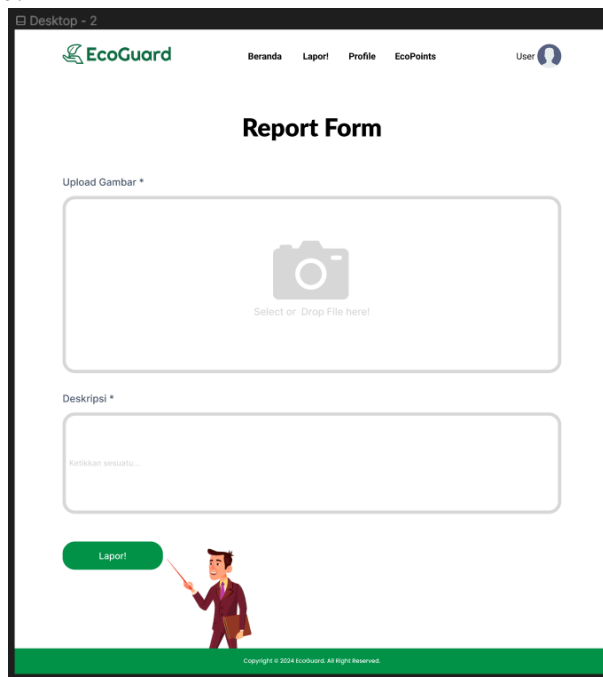 Desktop - 2
EcoGuard
Beranda Lapor! Profile EcoPoints User
Report Form
Upload Gambar *
Select or Drop File here!
Deskripsi *
Ketikkan sesuatu...
Lapor!
Copyright © 2024 EcoGuard. All Right Reserved.